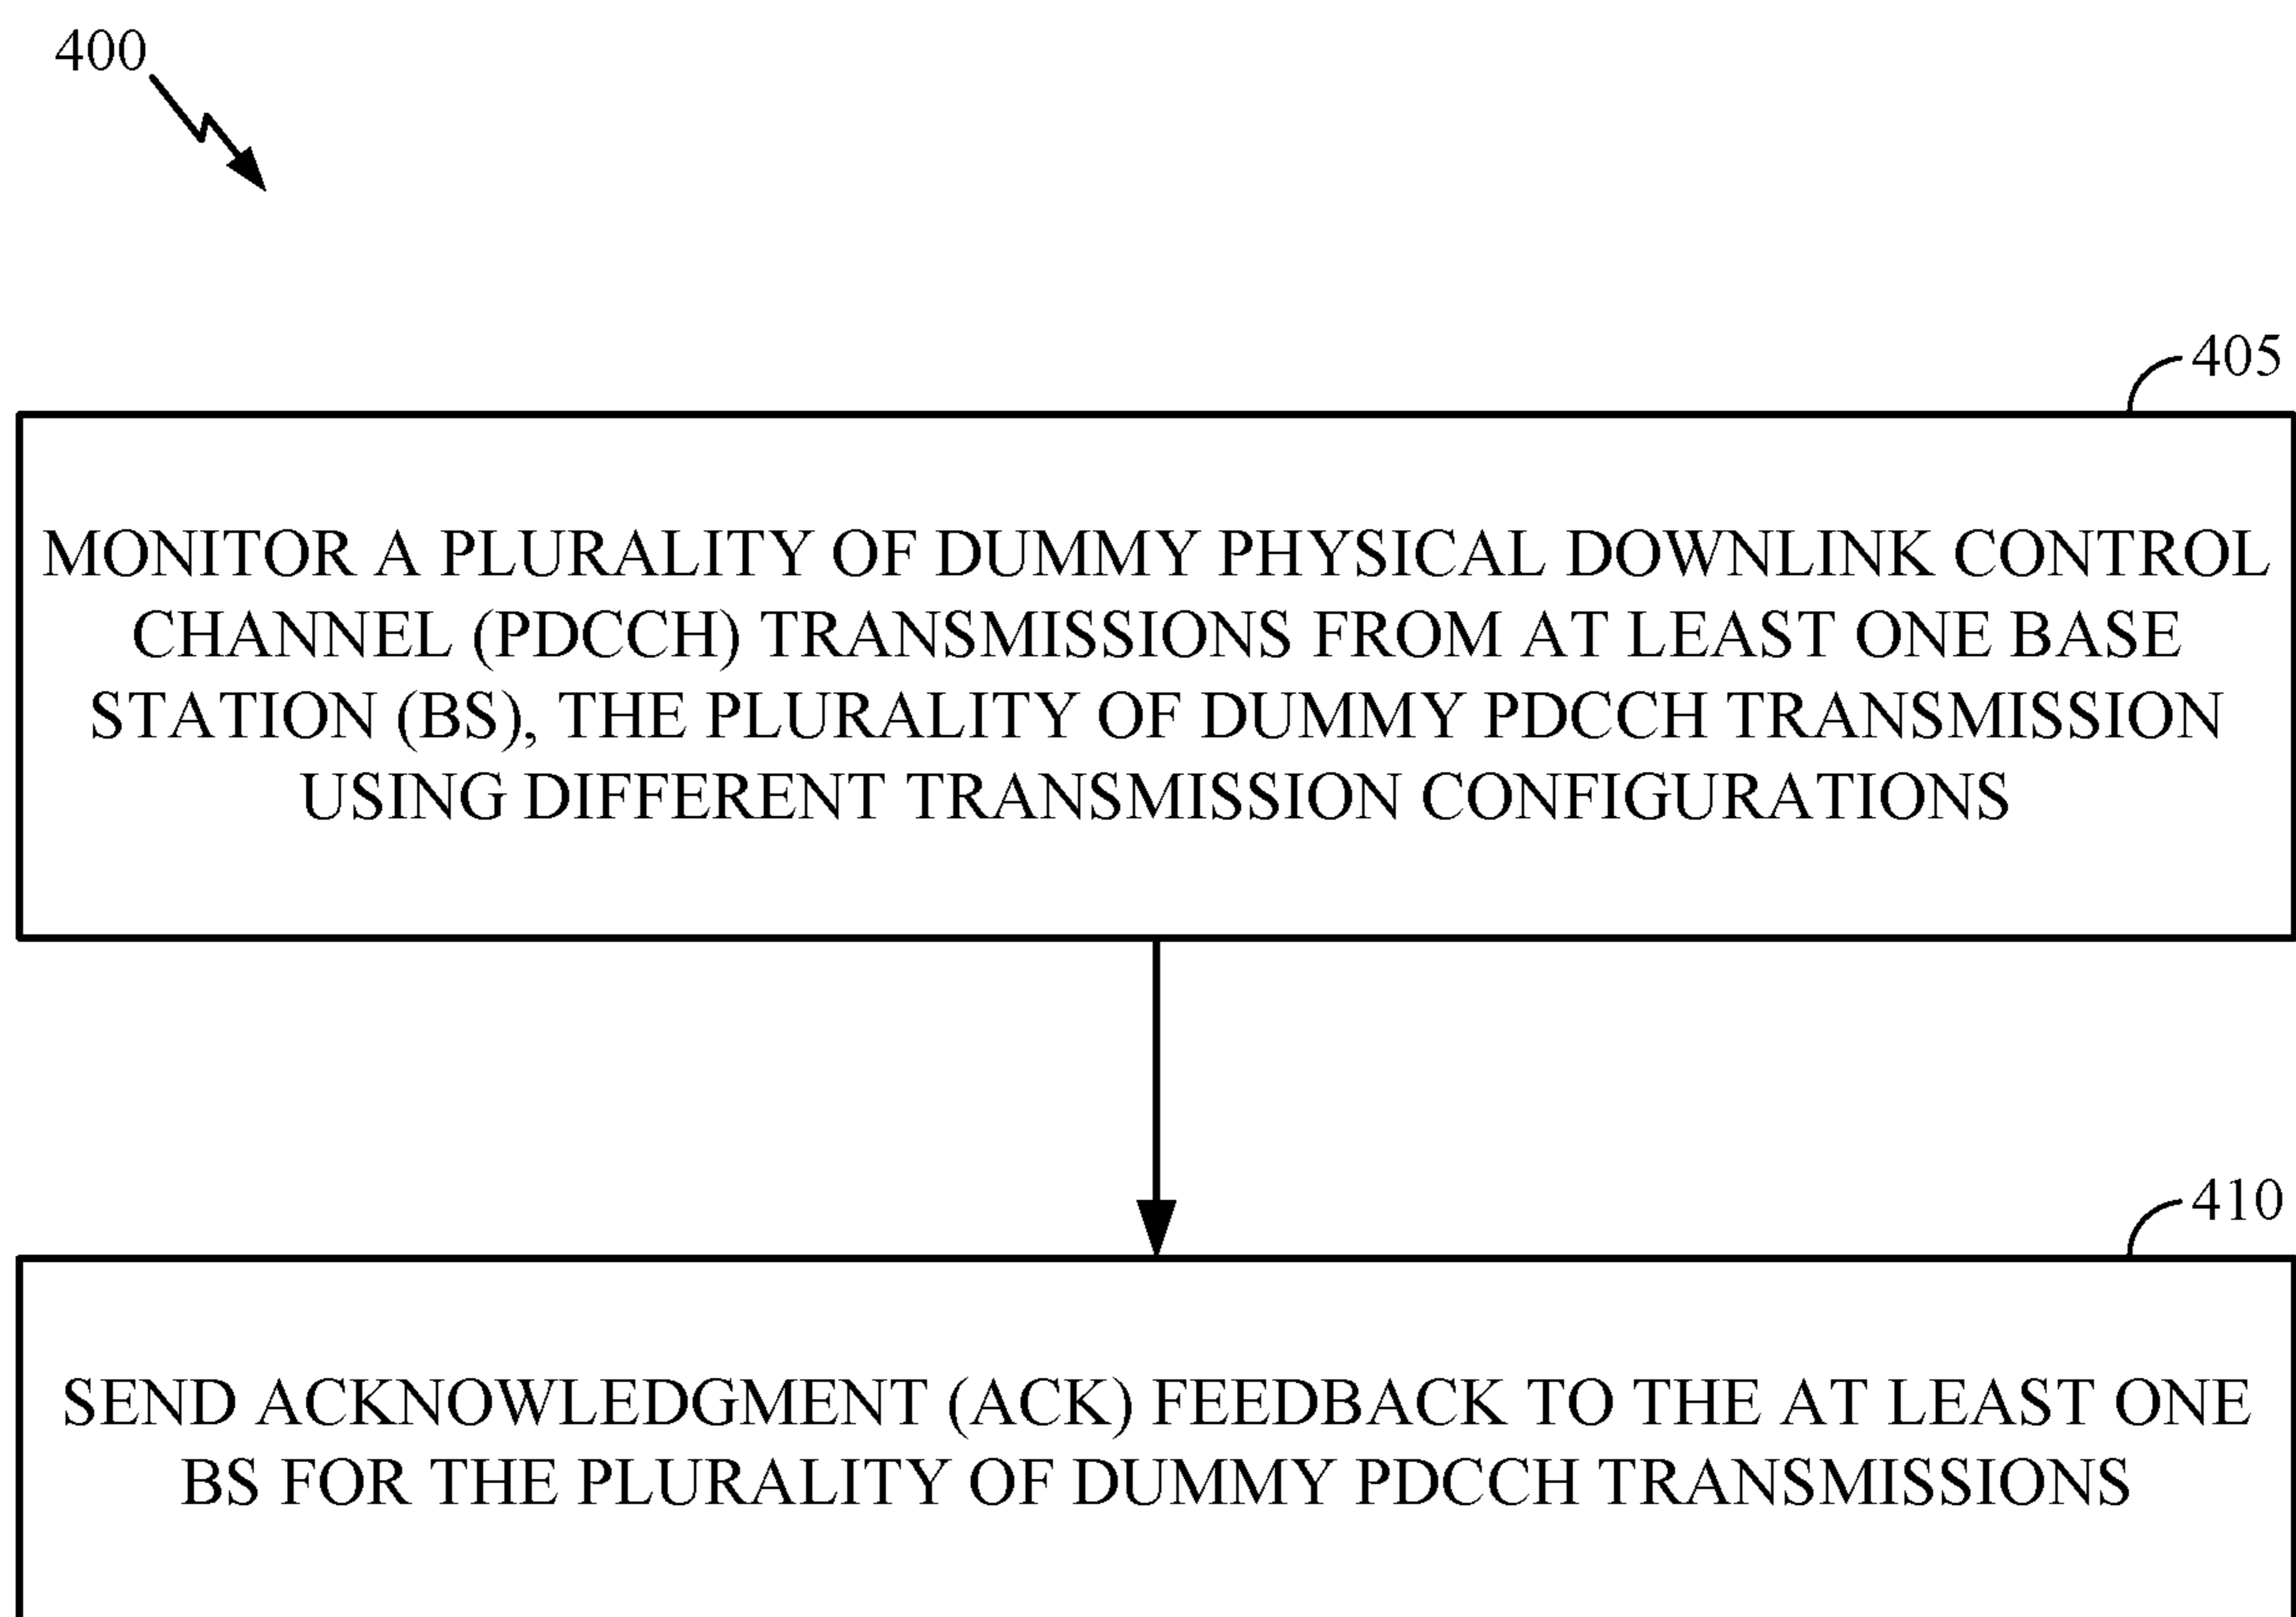 400
405
MONITOR A PLURALITY OF DUMMY PHYSICAL DOWNLINK CONTROL
CHANNEL (PDCCH) TRANSMISSIONS FROM AT LEAST ONE BASE
STATION (BS), THE PLURALITY OF DUMMY PDCCH TRANSMISSION
USING DIFFERENT TRANSMISSION CONFIGURATIONS
410
SEND ACKNOWLEDGMENT (ACK) FEEDBACK TO THE AT LEAST ONE
BS FOR THE PLURALITY OF DUMMY PDCCH TRANSMISSIONS